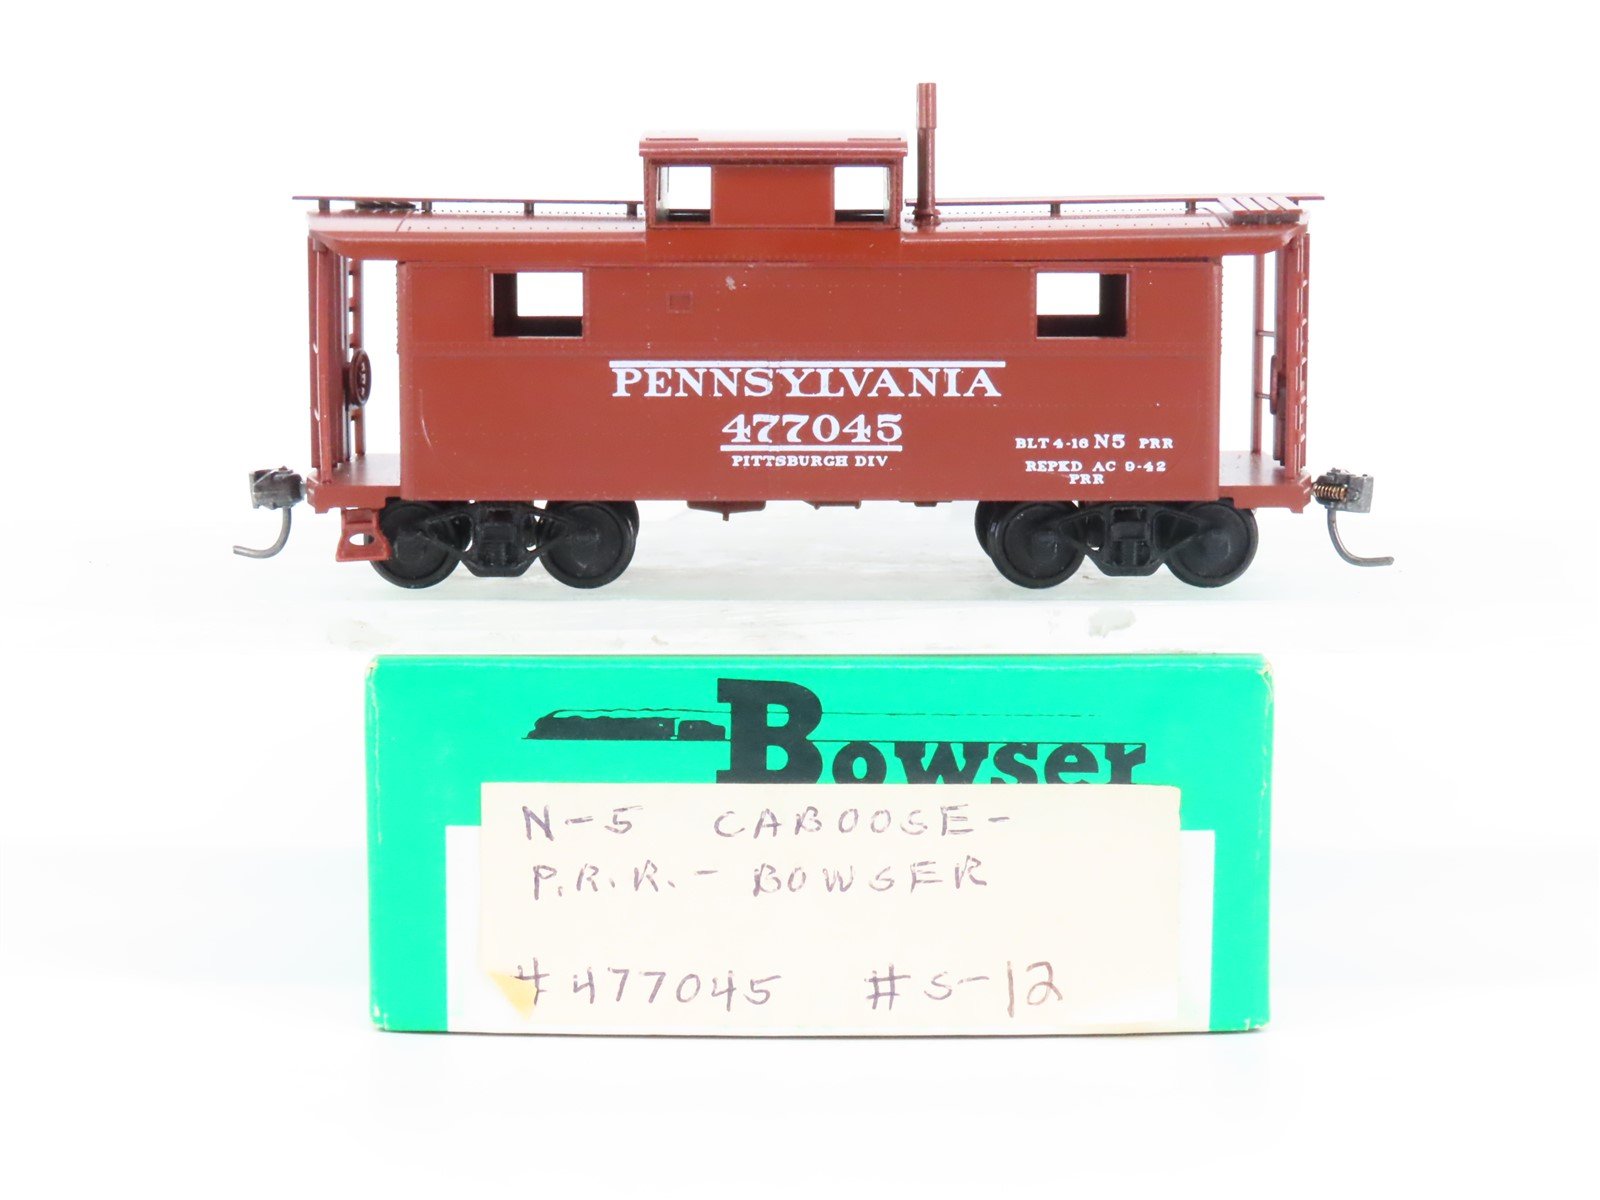 PENNSYLVANIA
477045
PITTSBURGH DIV
BLT 4-16 N5 PRR
REPKD AC 9-42
PRR
Bowser
N-5 CABOOSE-
P.R.R. - BOWSER
#477045 #S-12